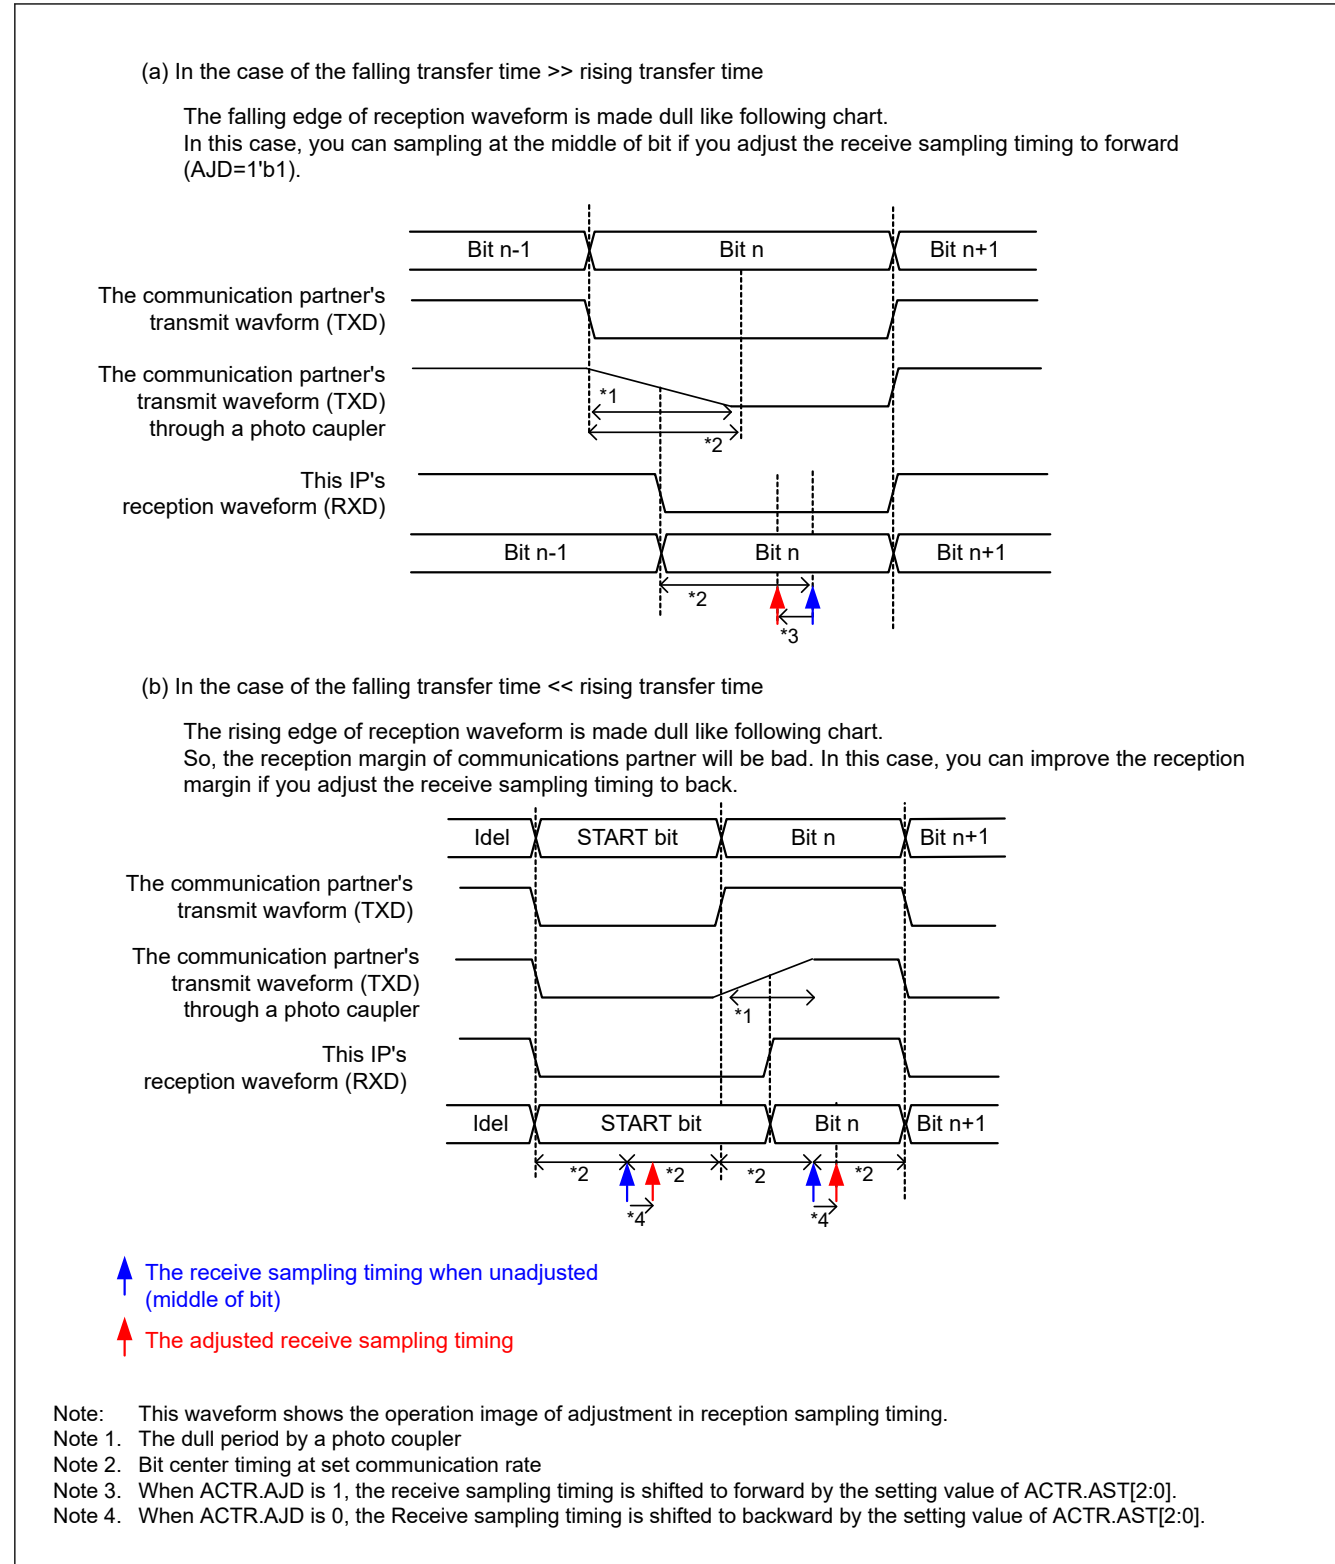 (a) In the case of the falling transfer time >> rising transfer time
The falling edge of reception waveform is made dull like following chart.
In this case, you can sampling at the middle of bit if you adjust the receive sampling timing to forward
(AJD=1'b1).
Bit n-1 Bit n Bit n+1
The communication partner's
transmit wavform (TXD)
The communication partner's
transmit waveform (TXD)
through a photo caupler
*1
*2
This IP's
reception waveform (RXD)
Bit n-1 Bit n Bit n+1
*2
*3
(b) In the case of the falling transfer time << rising transfer time
The rising edge of reception waveform is made dull like following chart.
So, the reception margin of communications partner will be bad. In this case, you can improve the reception
margin if you adjust the receive sampling timing to back.
Idel START bit Bit n Bit n+1
The communication partner's
transmit wavform (TXD)
The communication partner's
transmit waveform (TXD)
through a photo caupler
*1
This IP's
reception waveform (RXD)
Idel START bit Bit n Bit n+1
*2 *2 *2 *2
*4 *4
The receive sampling timing when unadjusted
(middle of bit)
The adjusted receive sampling timing
Note: This waveform shows the operation image of adjustment in reception sampling timing.
Note 1. The dull period by a photo coupler
Note 2. Bit center timing at set communication rate
Note 3. When ACTR.AJD is 1, the receive sampling timing is shifted to forward by the setting value of ACTR.AST[2:0].
Note 4. When ACTR.AJD is 0, the Receive sampling timing is shifted to backward by the setting value of ACTR.AST[2:0].